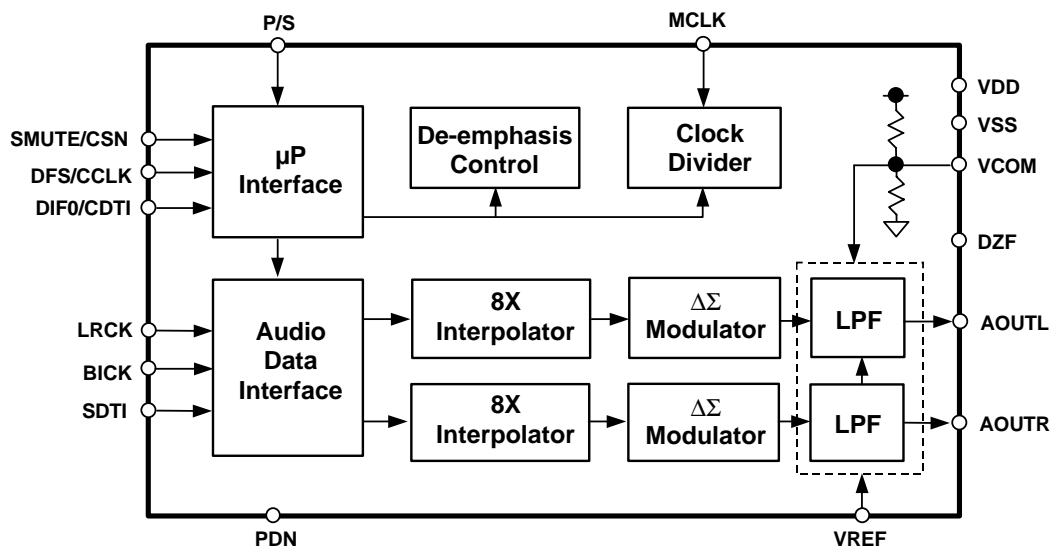 P/S
MCLK
VDD
VSS
VCOM
DZF
SMUTE/CSN
DFS/CCLK
DIF0/CDTI
µP
Interface
De-emphasis
Control
Clock
Divider
LRCK
BICK
SDTI
Audio
Data
Interface
8X
Interpolator
ΔΣ
Modulator
LPF
AOUTL
8X
Interpolator
ΔΣ
Modulator
LPF
AOUTR
PDN
VREF